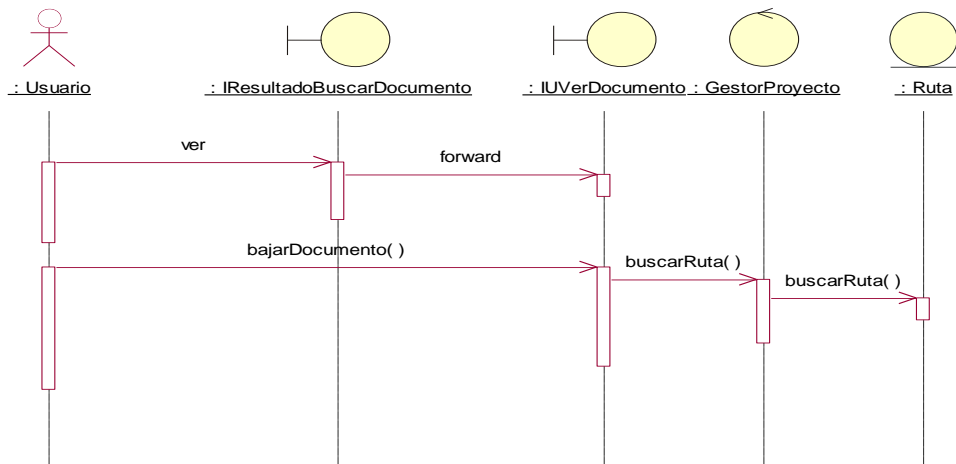 : Usuario
: IResultadoBuscarDocumento
: IUVerDocumento
: GestorProyecto
: Ruta
ver
forward
bajarDocumento( )
buscarRuta( )
buscarRuta( )